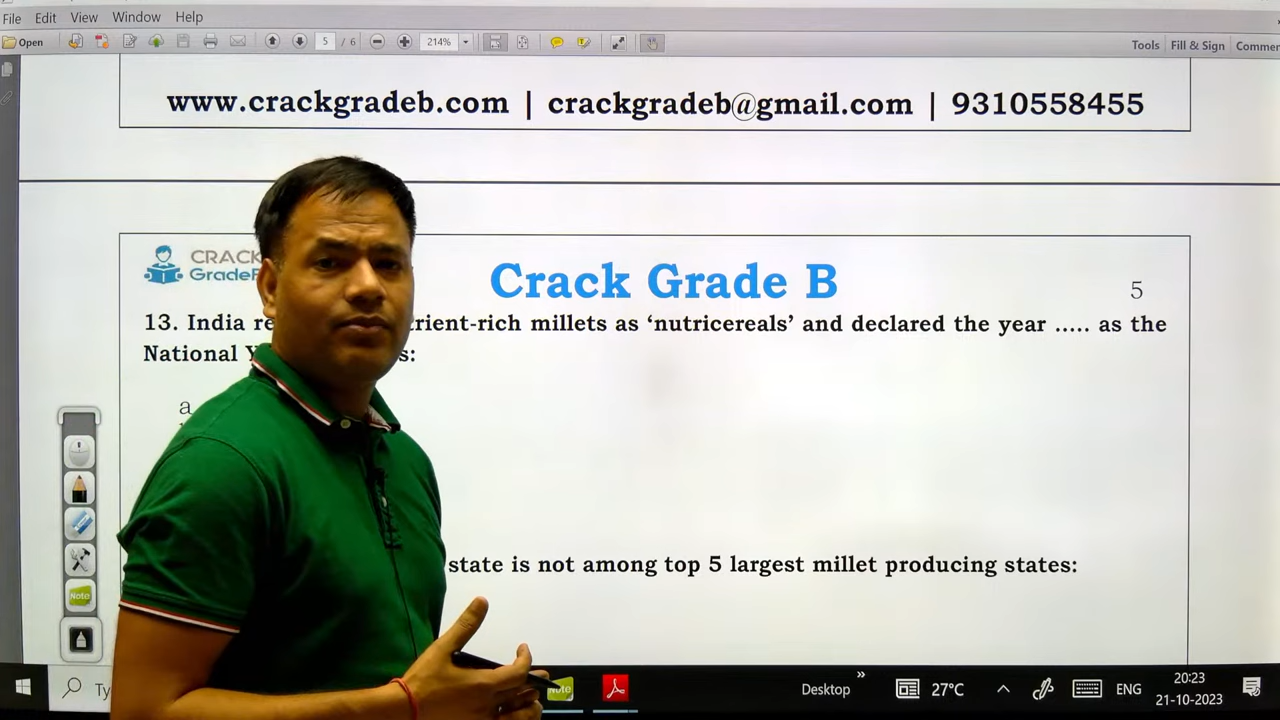 File Edit View Window Help
Open 5 / 6 214% Tools Fill & Sign Commen
www.crackgradeb.com | crackgradeb@gmail.com | 9310558455
CRACK
Grade
Crack Grade B
5
13. India re trient-rich millets as ‘nutricereals’ and declared the year ..... as the
National Y s:
a
state is not among top 5 largest millet producing states:
Note
Ty Note Desktop » 27°C ENG 20:23
21-10-2023